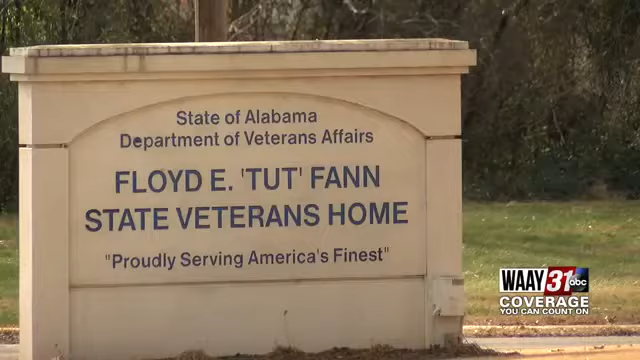 State of Alabama
Department of Veterans Affairs
FLOYD E. 'TUT' FANN
STATE VETERANS HOME
"Proudly Serving America's Finest"
WAAY 31 abc
COVERAGE
YOU CAN COUNT ON